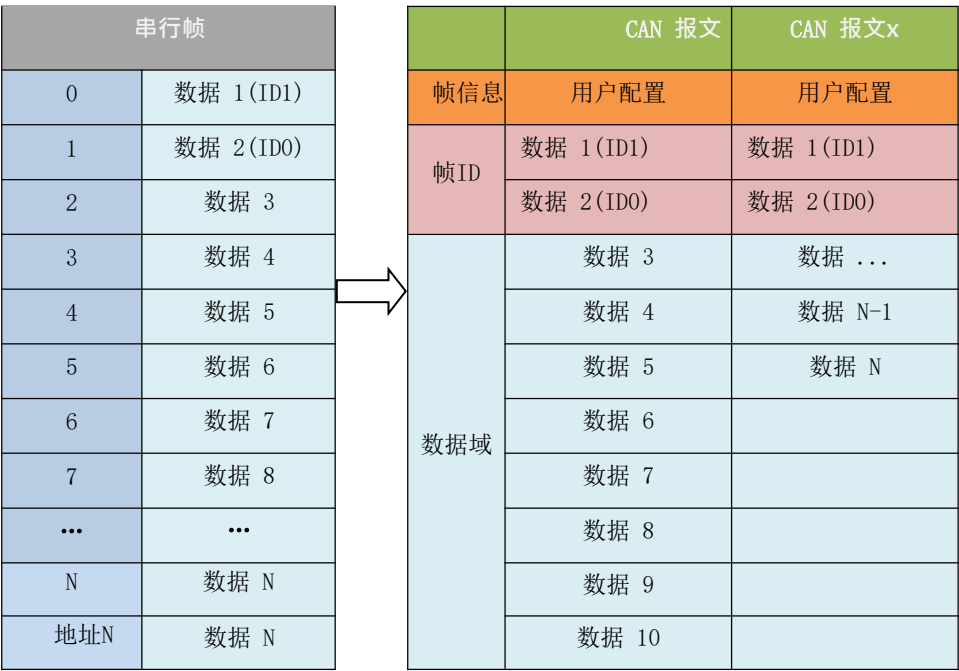 串行帧
0 数据 1(ID1)
1 数据 2(ID0)
2 数据 3
3 数据 4
4 数据 5
5 数据 6
6 数据 7
7 数据 8
... ...
N 数据 N
地址N 数据 N
CAN 报文 CAN 报文x
帧信息 用户配置 用户配置
帧ID 数据 1(ID1) 数据 1(ID1)
数据 2(ID0) 数据 2(ID0)
数据域 数据 3 数据 ...
数据 4 数据 N-1
数据 5 数据 N
数据 6
数据 7
数据 8
数据 9
数据 10